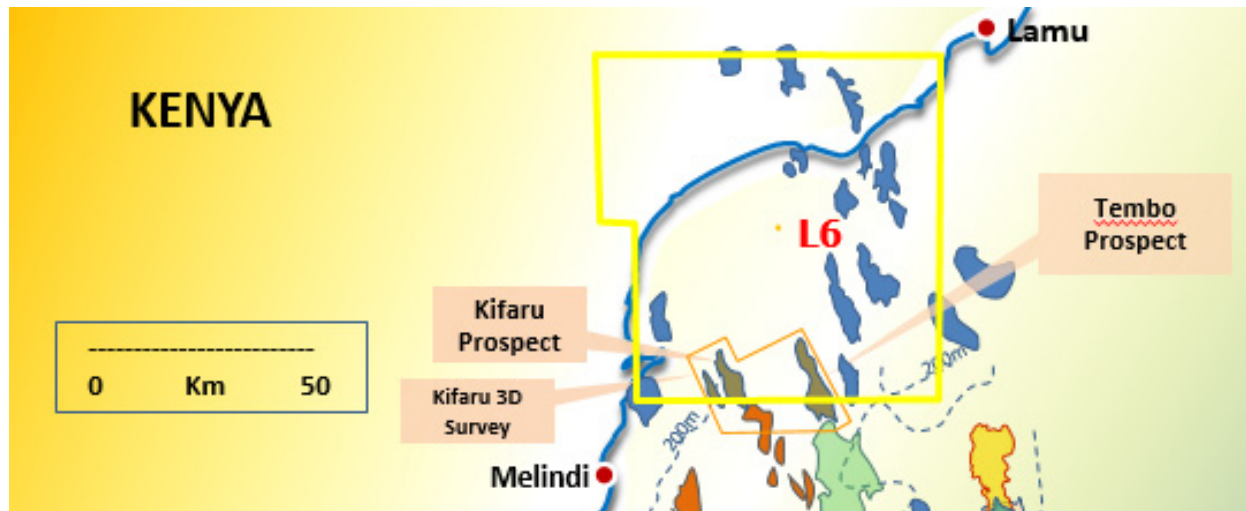 Lamu
KENYA
L6
Tembo
Prospect
Kifaru
Prospect
0 Km 50
Kifaru 3D
Survey
200m
200m
Melindi